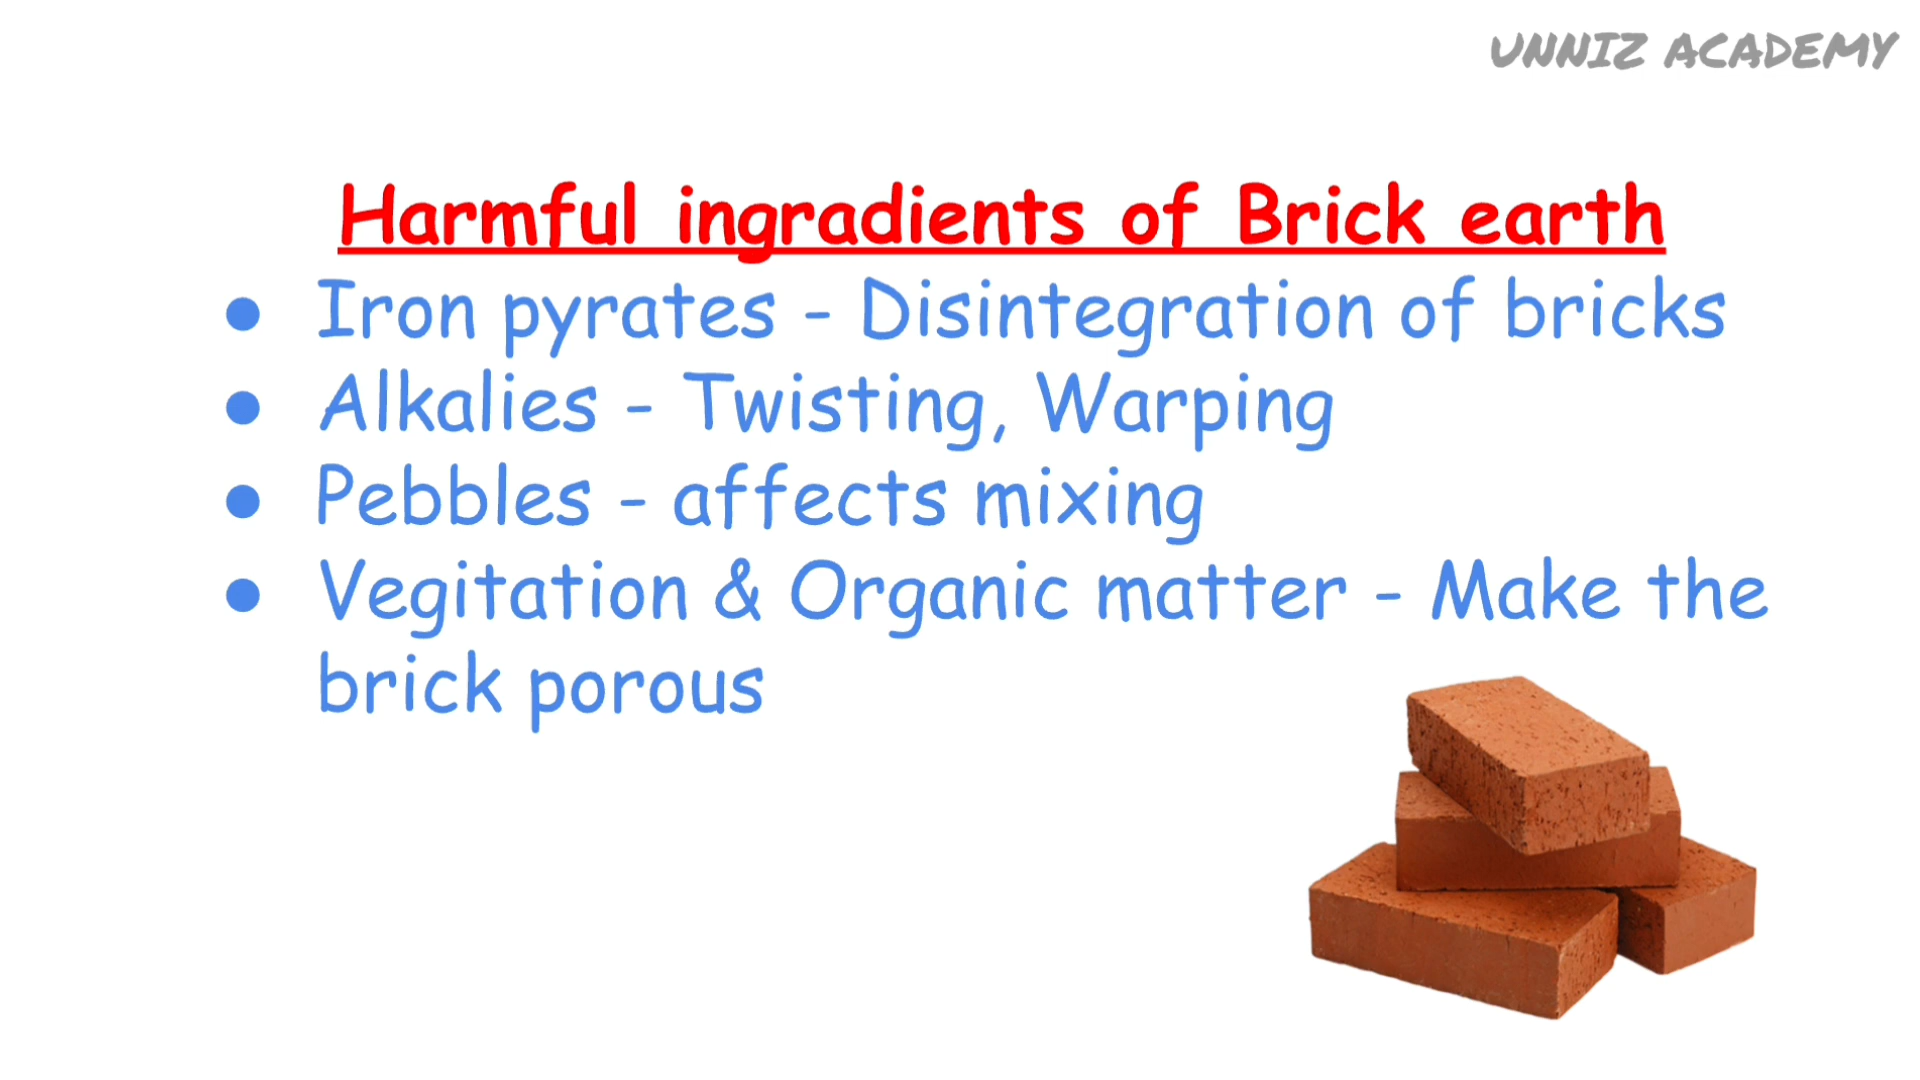 UNNIZ ACADEMY
Harmful ingradients of Brick earth
● Iron pyrates - Disintegration of bricks
● Alkalies - Twisting, Warping
● Pebbles - affects mixing
● Vegitation & Organic matter - Make the
brick porous